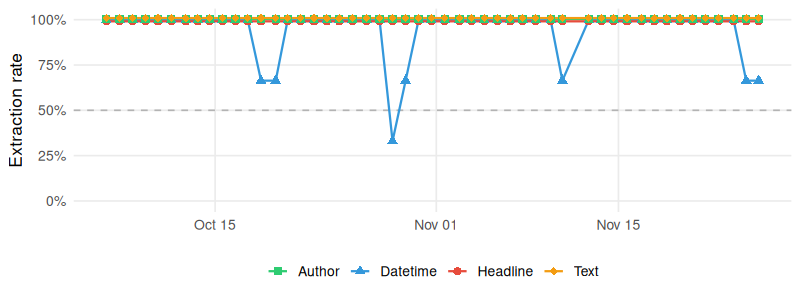 Extraction rate
100%
75%
50%
25%
0%
Oct 15 Nov 01 Nov 15
Author Datetime Headline Text